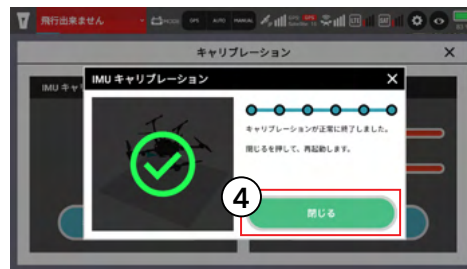 飛行出来ません
MODE GPS AUTO MANUAL
キャリブレーション
IMU キャリ
IMU キャリブレーション
キャリブレーションが正常に終了しました。
閉じるを押して、再起動します。
④
閉じる